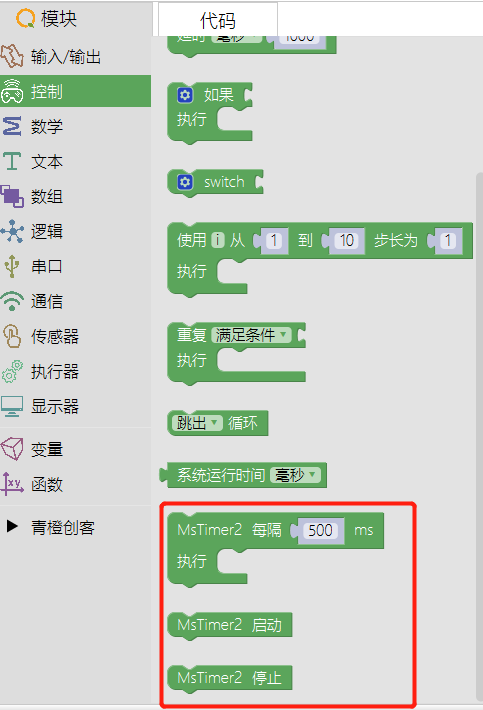 模块
代码
输入/输出
控制
数学
文本
数组
逻辑
串口
通信
传感器
执行器
显示器
变量
xy
函数
青橙创客
延时 毫秒 1000
如果
执行
switch
使用 i 从 1 到 10 步长为 1
执行
重复 满足条件
执行
跳出 循环
系统运行时间 毫秒
MsTimer2 每隔 500 ms
执行
MsTimer2 启动
MsTimer2 停止